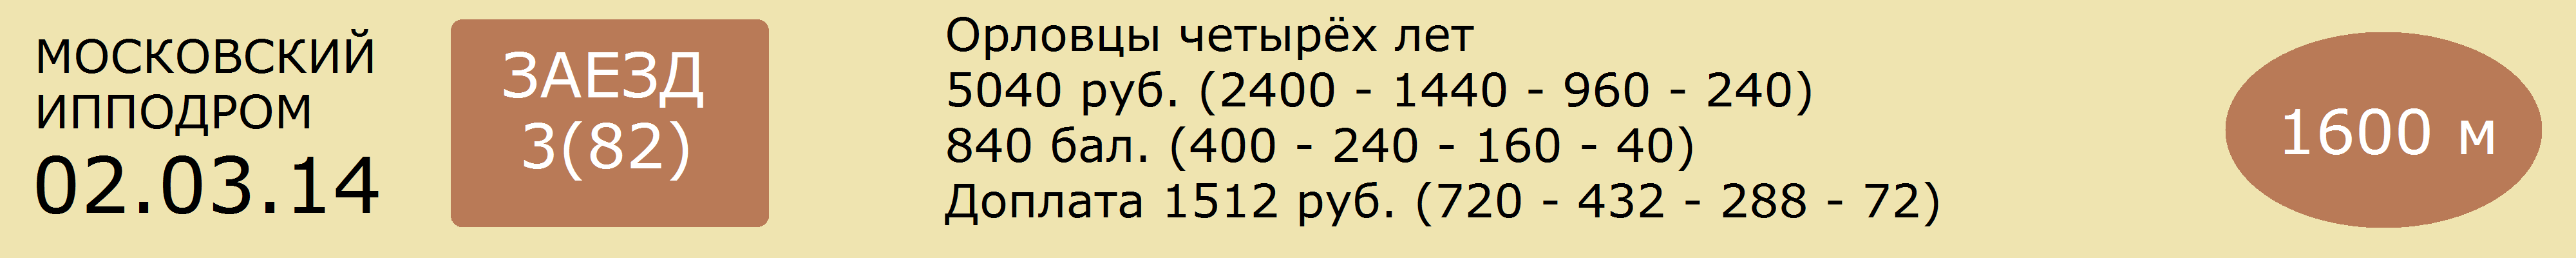 МОСКОВСКИЙ
ИППОДРОМ
02.03.14
ЗАЕЗД
3(82)
Орловцы четырёх лет
5040 руб. (2400 - 1440 - 960 - 240)
840 бал. (400 - 240 - 160 - 40)
Доплата 1512 руб. (720 - 432 - 288 - 72)
1600 м